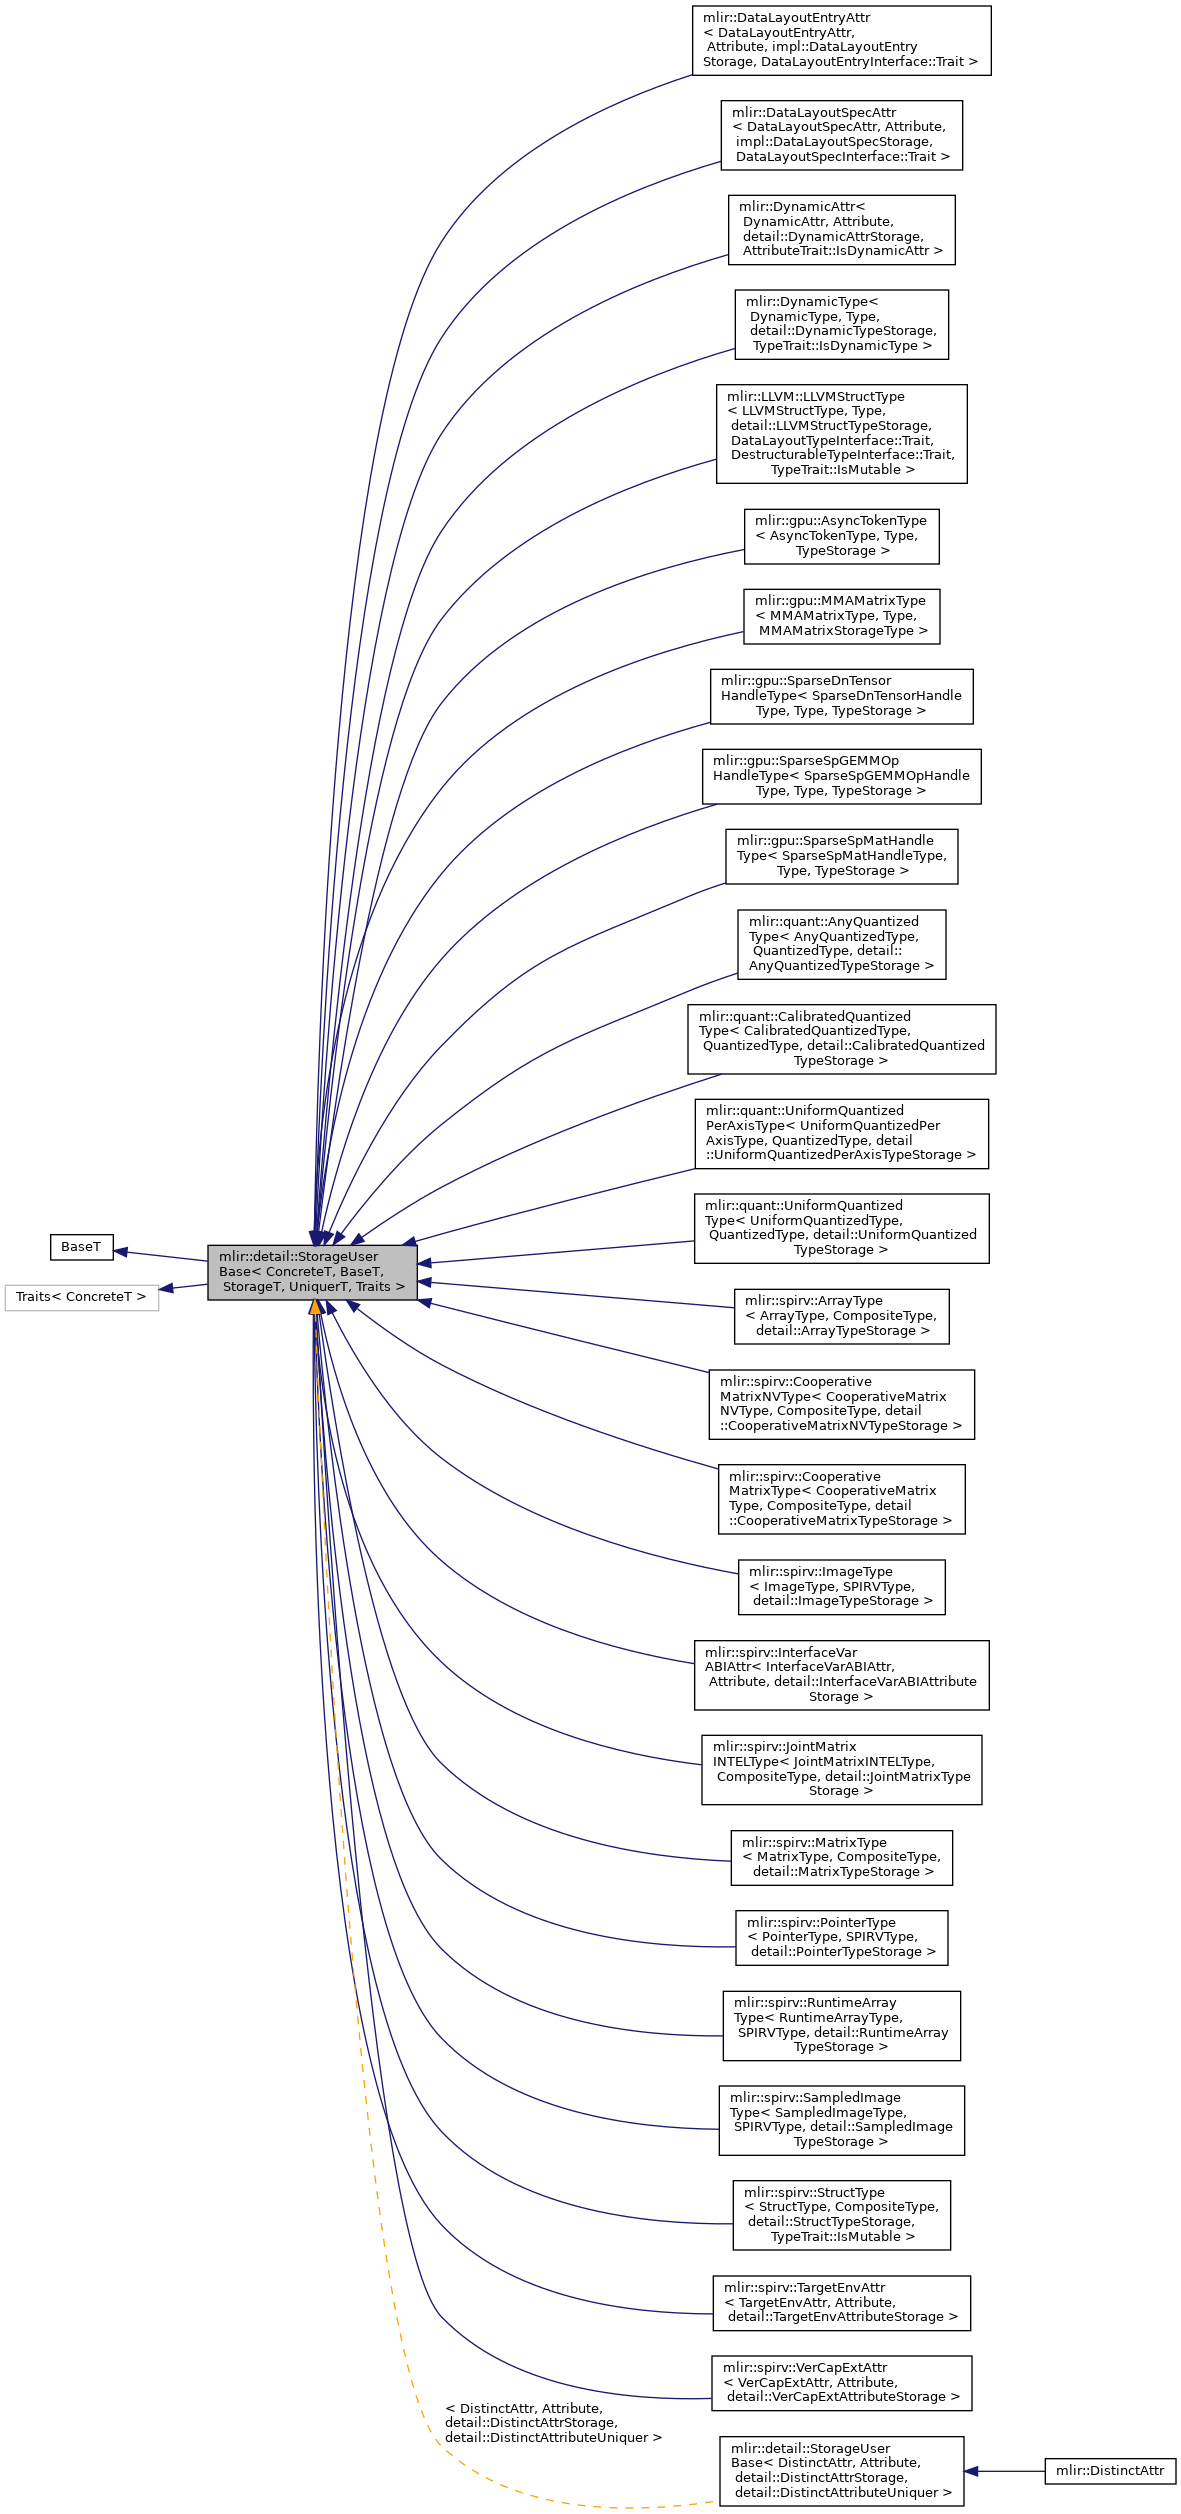 mlir::DataLayoutEntryAttr
< DataLayoutEntryAttr,
Attribute, impl::DataLayoutEntry
Storage, DataLayoutEntryInterface::Trait >
mlir::DataLayoutSpecAttr
< DataLayoutSpecAttr, Attribute,
impl::DataLayoutSpecStorage,
DataLayoutSpecInterface::Trait >
mlir::DynamicAttr<
DynamicAttr, Attribute,
detail::DynamicAttrStorage,
AttributeTrait::IsDynamicAttr >
mlir::DynamicType<
DynamicType, Type,
detail::DynamicTypeStorage,
TypeTrait::IsDynamicType >
mlir::LLVM::LLVMStructType
< LLVMStructType, Type,
detail::LLVMStructTypeStorage,
DataLayoutTypeInterface::Trait,
DestructurableTypeInterface::Trait,
TypeTrait::IsMutable >
mlir::gpu::AsyncTokenType
< AsyncTokenType, Type,
TypeStorage >
mlir::gpu::MMAMatrixType
< MMAMatrixType, Type,
MMAMatrixStorageType >
mlir::gpu::SparseDnTensor
HandleType< SparseDnTensorHandle
Type, Type, TypeStorage >
mlir::gpu::SparseSpGEMMOp
HandleType< SparseSpGEMMOpHandle
Type, Type, TypeStorage >
mlir::gpu::SparseSpMatHandle
Type< SparseSpMatHandleType,
Type, TypeStorage >
mlir::quant::AnyQuantized
Type< AnyQuantizedType,
QuantizedType, detail::
AnyQuantizedTypeStorage >
mlir::quant::CalibratedQuantized
Type< CalibratedQuantizedType,
QuantizedType, detail::CalibratedQuantized
TypeStorage >
mlir::quant::UniformQuantized
PerAxisType< UniformQuantizedPer
AxisType, QuantizedType, detail
::UniformQuantizedPerAxisTypeStorage >
mlir::quant::UniformQuantized
Type< UniformQuantizedType,
QuantizedType, detail::UniformQuantized
TypeStorage >
BaseT
Traits< ConcreteT >
mlir::detail::StorageUser
Base< ConcreteT, BaseT,
StorageT, UniquerT, Traits >
mlir::spirv::ArrayType
< ArrayType, CompositeType,
detail::ArrayTypeStorage >
mlir::spirv::Cooperative
MatrixNVType< CooperativeMatrix
NVType, CompositeType, detail
::CooperativeMatrixNVTypeStorage >
mlir::spirv::Cooperative
MatrixType< CooperativeMatrix
Type, CompositeType, detail
::CooperativeMatrixTypeStorage >
mlir::spirv::ImageType
< ImageType, SPIRVType,
detail::ImageTypeStorage >
mlir::spirv::InterfaceVar
ABIAttr< InterfaceVarABIAttr,
Attribute, detail::InterfaceVarABIAttribute
Storage >
mlir::spirv::JointMatrix
INTELType< JointMatrixINTELType,
CompositeType, detail::JointMatrixType
Storage >
mlir::spirv::MatrixType
< MatrixType, CompositeType,
detail::MatrixTypeStorage >
mlir::spirv::PointerType
< PointerType, SPIRVType,
detail::PointerTypeStorage >
mlir::spirv::RuntimeArray
Type< RuntimeArrayType,
SPIRVType, detail::RuntimeArray
TypeStorage >
mlir::spirv::SampledImage
Type< SampledImageType,
SPIRVType, detail::SampledImage
TypeStorage >
mlir::spirv::StructType
< StructType, CompositeType,
detail::StructTypeStorage,
TypeTrait::IsMutable >
mlir::spirv::TargetEnvAttr
< TargetEnvAttr, Attribute,
detail::TargetEnvAttributeStorage >
mlir::spirv::VerCapExtAttr
< VerCapExtAttr, Attribute,
detail::VerCapExtAttributeStorage >
< DistinctAttr, Attribute,
detail::DistinctAttrStorage,
detail::DistinctAttributeUniquer >
mlir::detail::StorageUser
Base< DistinctAttr, Attribute,
detail::DistinctAttrStorage,
detail::DistinctAttributeUniquer >
mlir::DistinctAttr